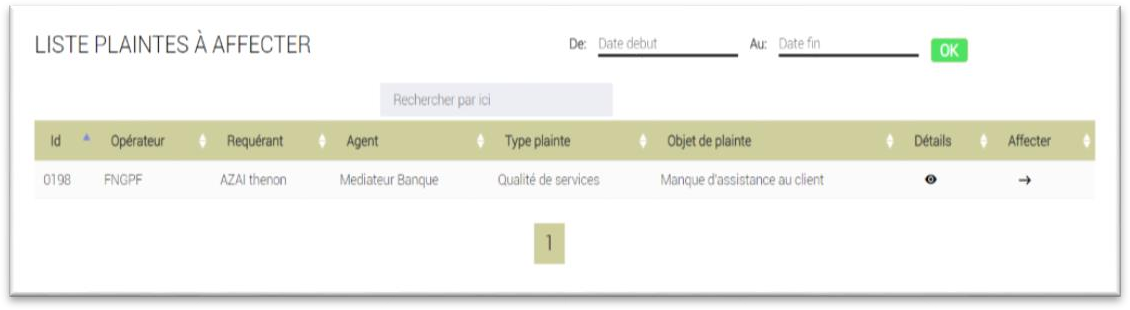 LISTE PLAINTES À AFFECTER De: Date debut Au: Date fin OK
Rechercher par ici
Id Opérateur Requérant Agent Type plainte Objet de plainte Détails Affecter
0198 FNGPF AZAI thenon Mediateur Banque Qualité de services Manque d'assistance au client
1